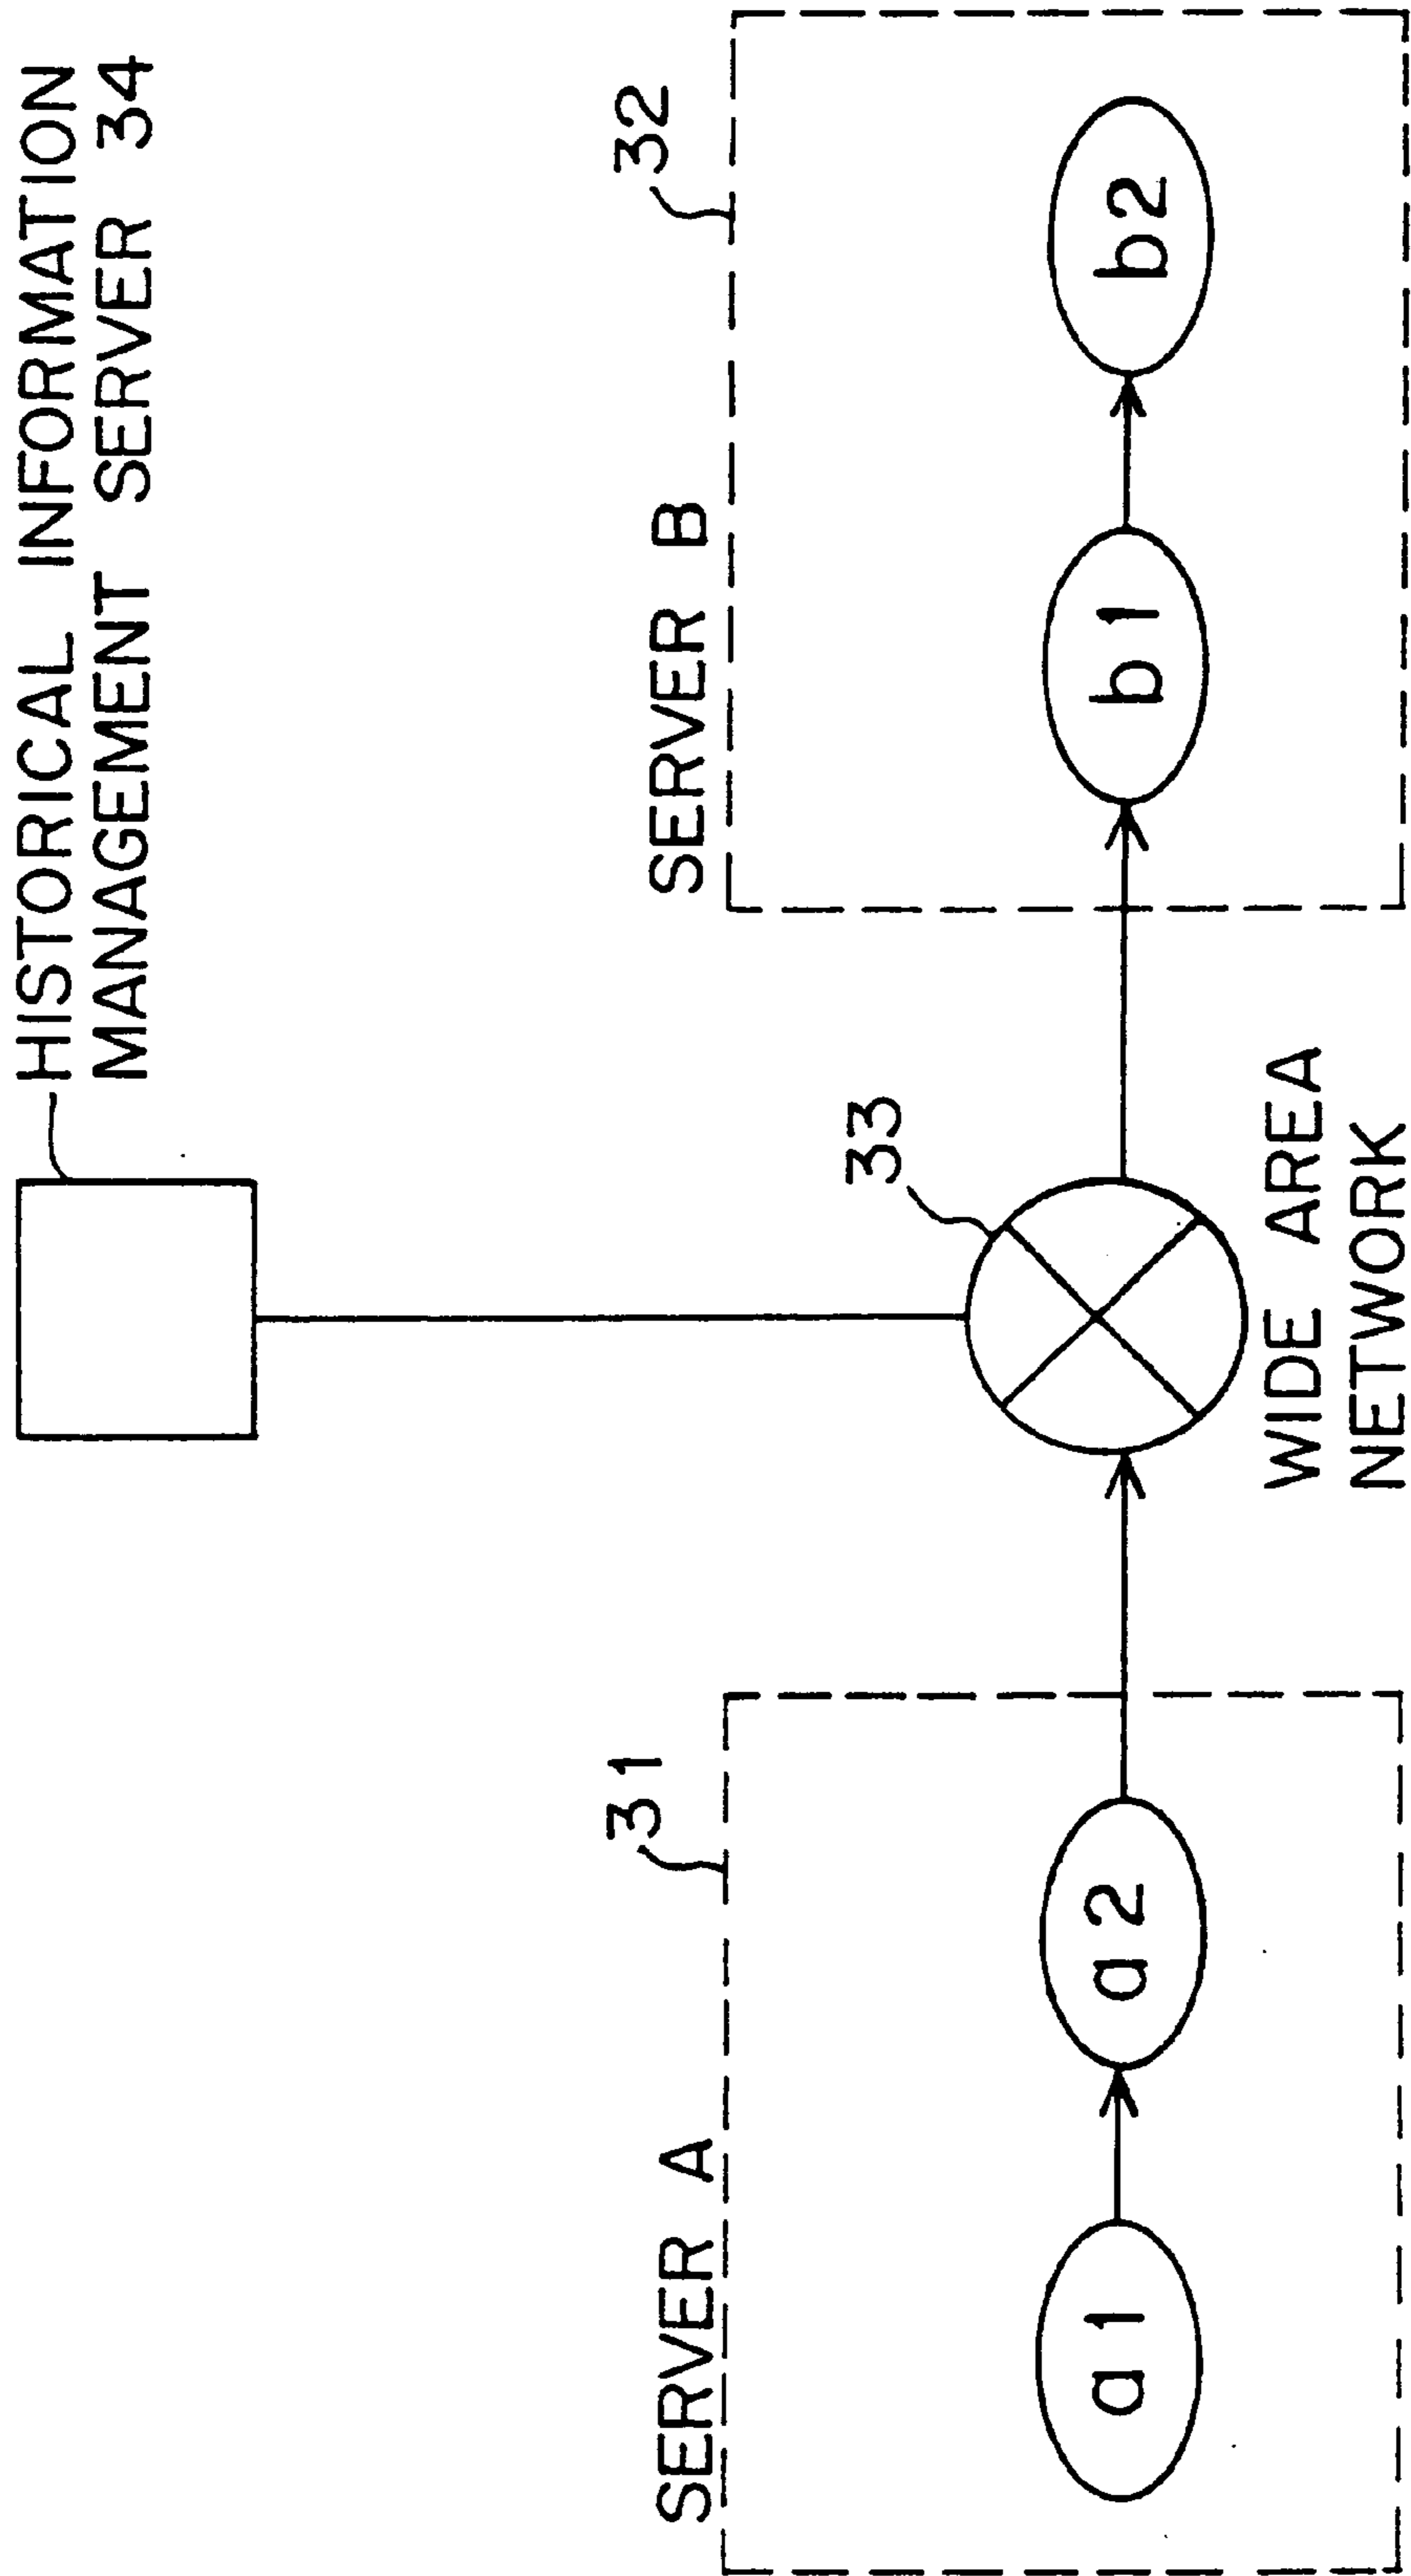 HISTORICAL INFORMATION
MANAGEMENT SERVER 34
SERVER A
31
a1
a2
33
WIDE AREA
NETWORK
SERVER B
32
b1
b2